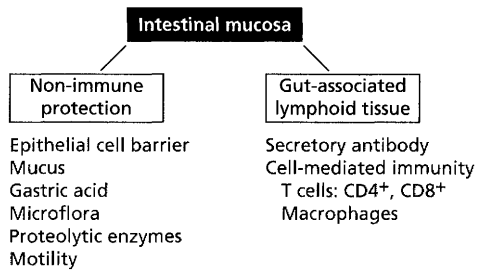 Intestinal mucosa
Non-immune
protection
Epithelial cell barrier
Mucus
Gastric acid
Microflora
Proteolytic enzymes
Motility
Gut-associated
lymphoid tissue
Secretory antibody
Cell-mediated immunity
T cells: CD4⁺, CD8⁺
Macrophages